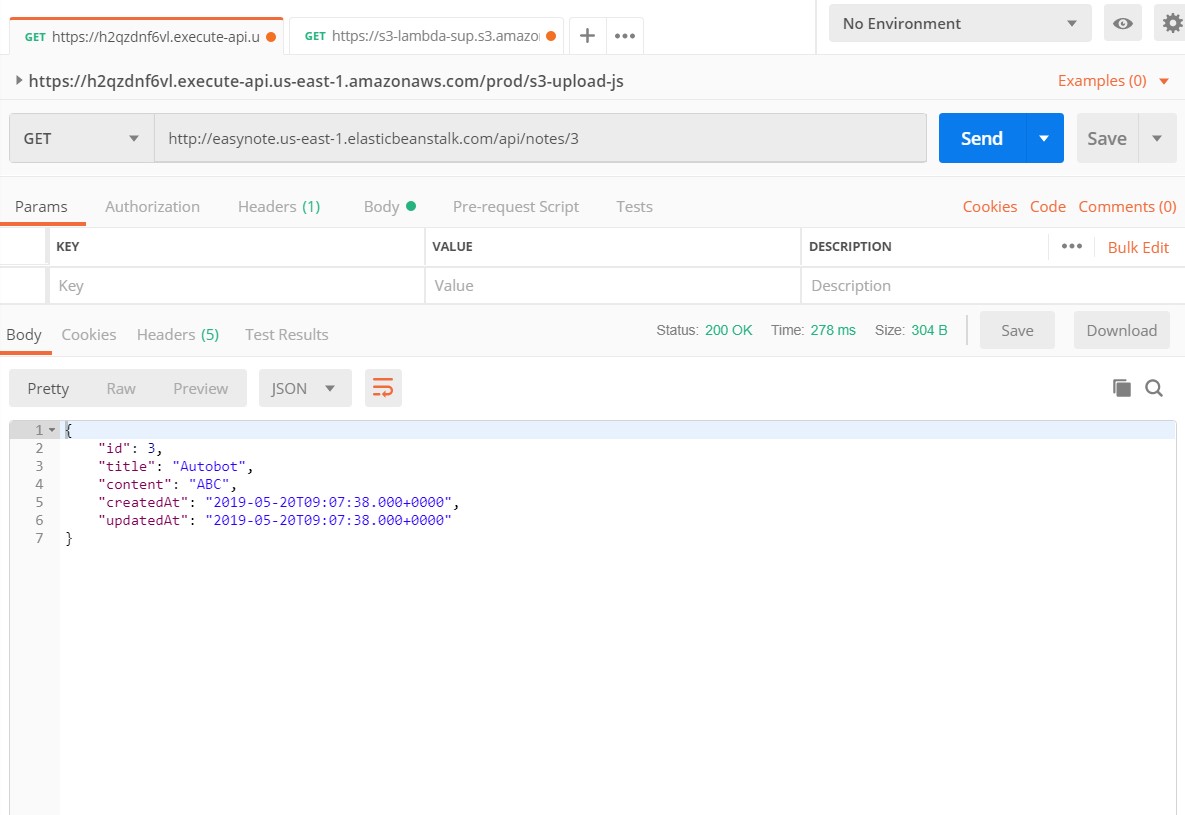 GET https://h2qzdnf6vl.execute-api.u GET https://s3-lambda-sup.s3.amazo No Environment
https://h2qzdnf6vl.execute-api.us-east-1.amazonaws.com/prod/s3-upload-js Examples (0)
GET http://easynote.us-east-1.elasticbeanstalk.com/api/notes/3 Send Save
Params Authorization Headers (1) Body Pre-request Script Tests Cookies Code Comments (0)
KEY VALUE DESCRIPTION Bulk Edit
Key Value Description
Body Cookies Headers (5) Test Results Status: 200 OK Time: 278 ms Size: 304 B Save Download
Pretty Raw Preview JSON
1 {
2 "id": 3,
3 "title": "Autobot",
4 "content": "ABC",
5 "createdAt": "2019-05-20T09:07:38.000+0000",
6 "updatedAt": "2019-05-20T09:07:38.000+0000"
7 }